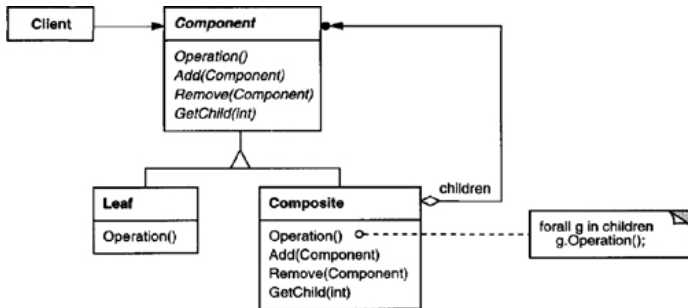 Client
Component
Operation()
Add(Component)
Remove(Component)
GetChild(int)
Leaf
Operation()
Composite
Operation()
Add(Component)
Remove(Component)
GetChild(int)
children
forall g in children
g.Operation();